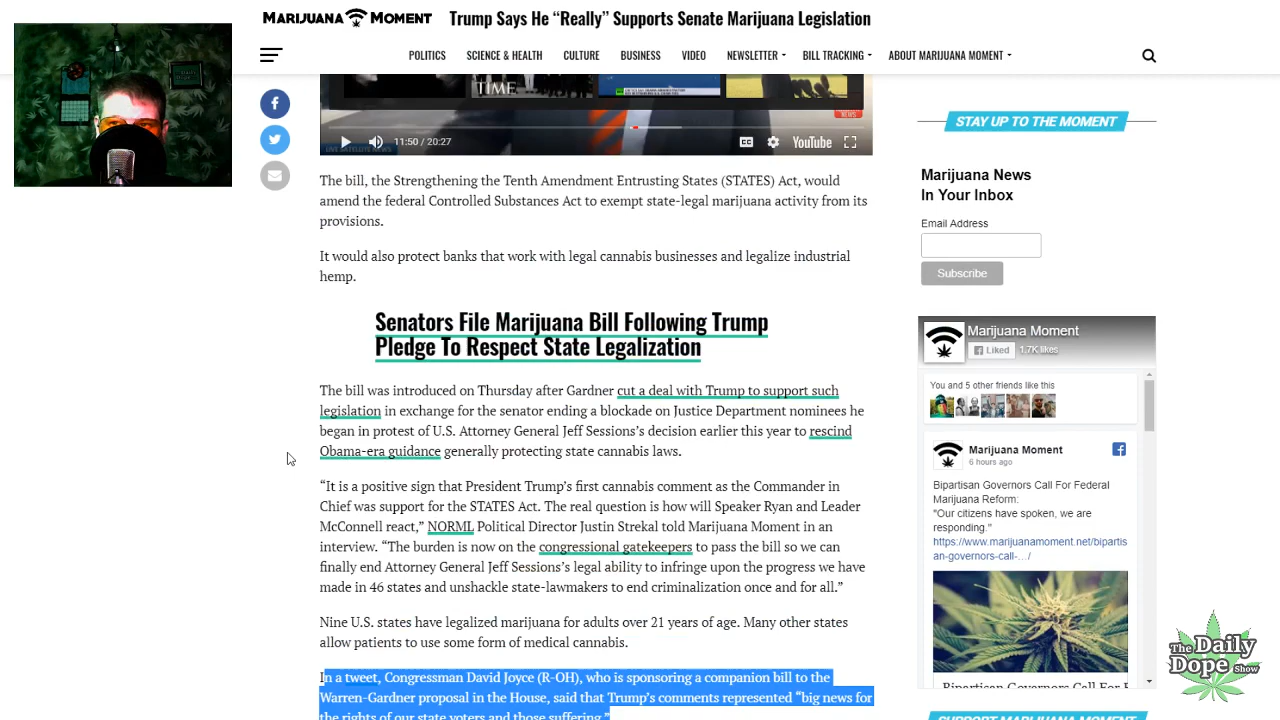 MARIJUANA MOMENT
Trump Says He “Really” Supports Senate Marijuana Legislation
POLITICS
SCIENCE & HEALTH
CULTURE
BUSINESS
VIDEO
NEWSLETTER
BILL TRACKING
ABOUT MARIJUANA MOMENT
TIME
NEWS
11:50 / 20:27
CC
YouTube
The bill, the Strengthening the Tenth Amendment Entrusting States (STATES) Act, would
amend the federal Controlled Substances Act to exempt state-legal marijuana activity from its
provisions.
It would also protect banks that work with legal cannabis businesses and legalize industrial
hemp.
Senators File Marijuana Bill Following Trump
Pledge To Respect State Legalization
The bill was introduced on Thursday after Gardner cut a deal with Trump to support such
legislation in exchange for the senator ending a blockade on Justice Department nominees he
began in protest of U.S. Attorney General Jeff Sessions’s decision earlier this year to rescind
Obama-era guidance generally protecting state cannabis laws.
“It is a positive sign that President Trump’s first cannabis comment as the Commander in
Chief was support for the STATES Act. The real question is how will Speaker Ryan and Leader
McConnell react,” NORML Political Director Justin Strekal told Marijuana Moment in an
interview. “The burden is now on the congressional gatekeepers to pass the bill so we can
finally end Attorney General Jeff Sessions’s legal ability to infringe upon the progress we have
made in 46 states and unshackle state-lawmakers to end criminalization once and for all.”
Nine U.S. states have legalized marijuana for adults over 21 years of age. Many other states
allow patients to use some form of medical cannabis.
In a tweet, Congressman David Joyce (R-OH), who is sponsoring a companion bill to the
Warren-Gardner proposal in the House, said that Trump’s comments represented “big news for
the rights of our state voters and those suffering.”
STAY UP TO THE MOMENT
Marijuana News
In Your Inbox
Email Address
Subscribe
Marijuana Moment
Liked
1.7K likes
You and 5 other friends like this
Marijuana Moment
6 hours ago
Bipartisan Governors Call For Federal
Marijuana Reform:
"Our citizens have spoken, we are
responding."
https://www.marijuanamoment.net/bipartis
an-governors-call-…/
Bipartisan Governors Call For F
SUPPORT MARIJUANA MOMENT
The Daily
Dope Show